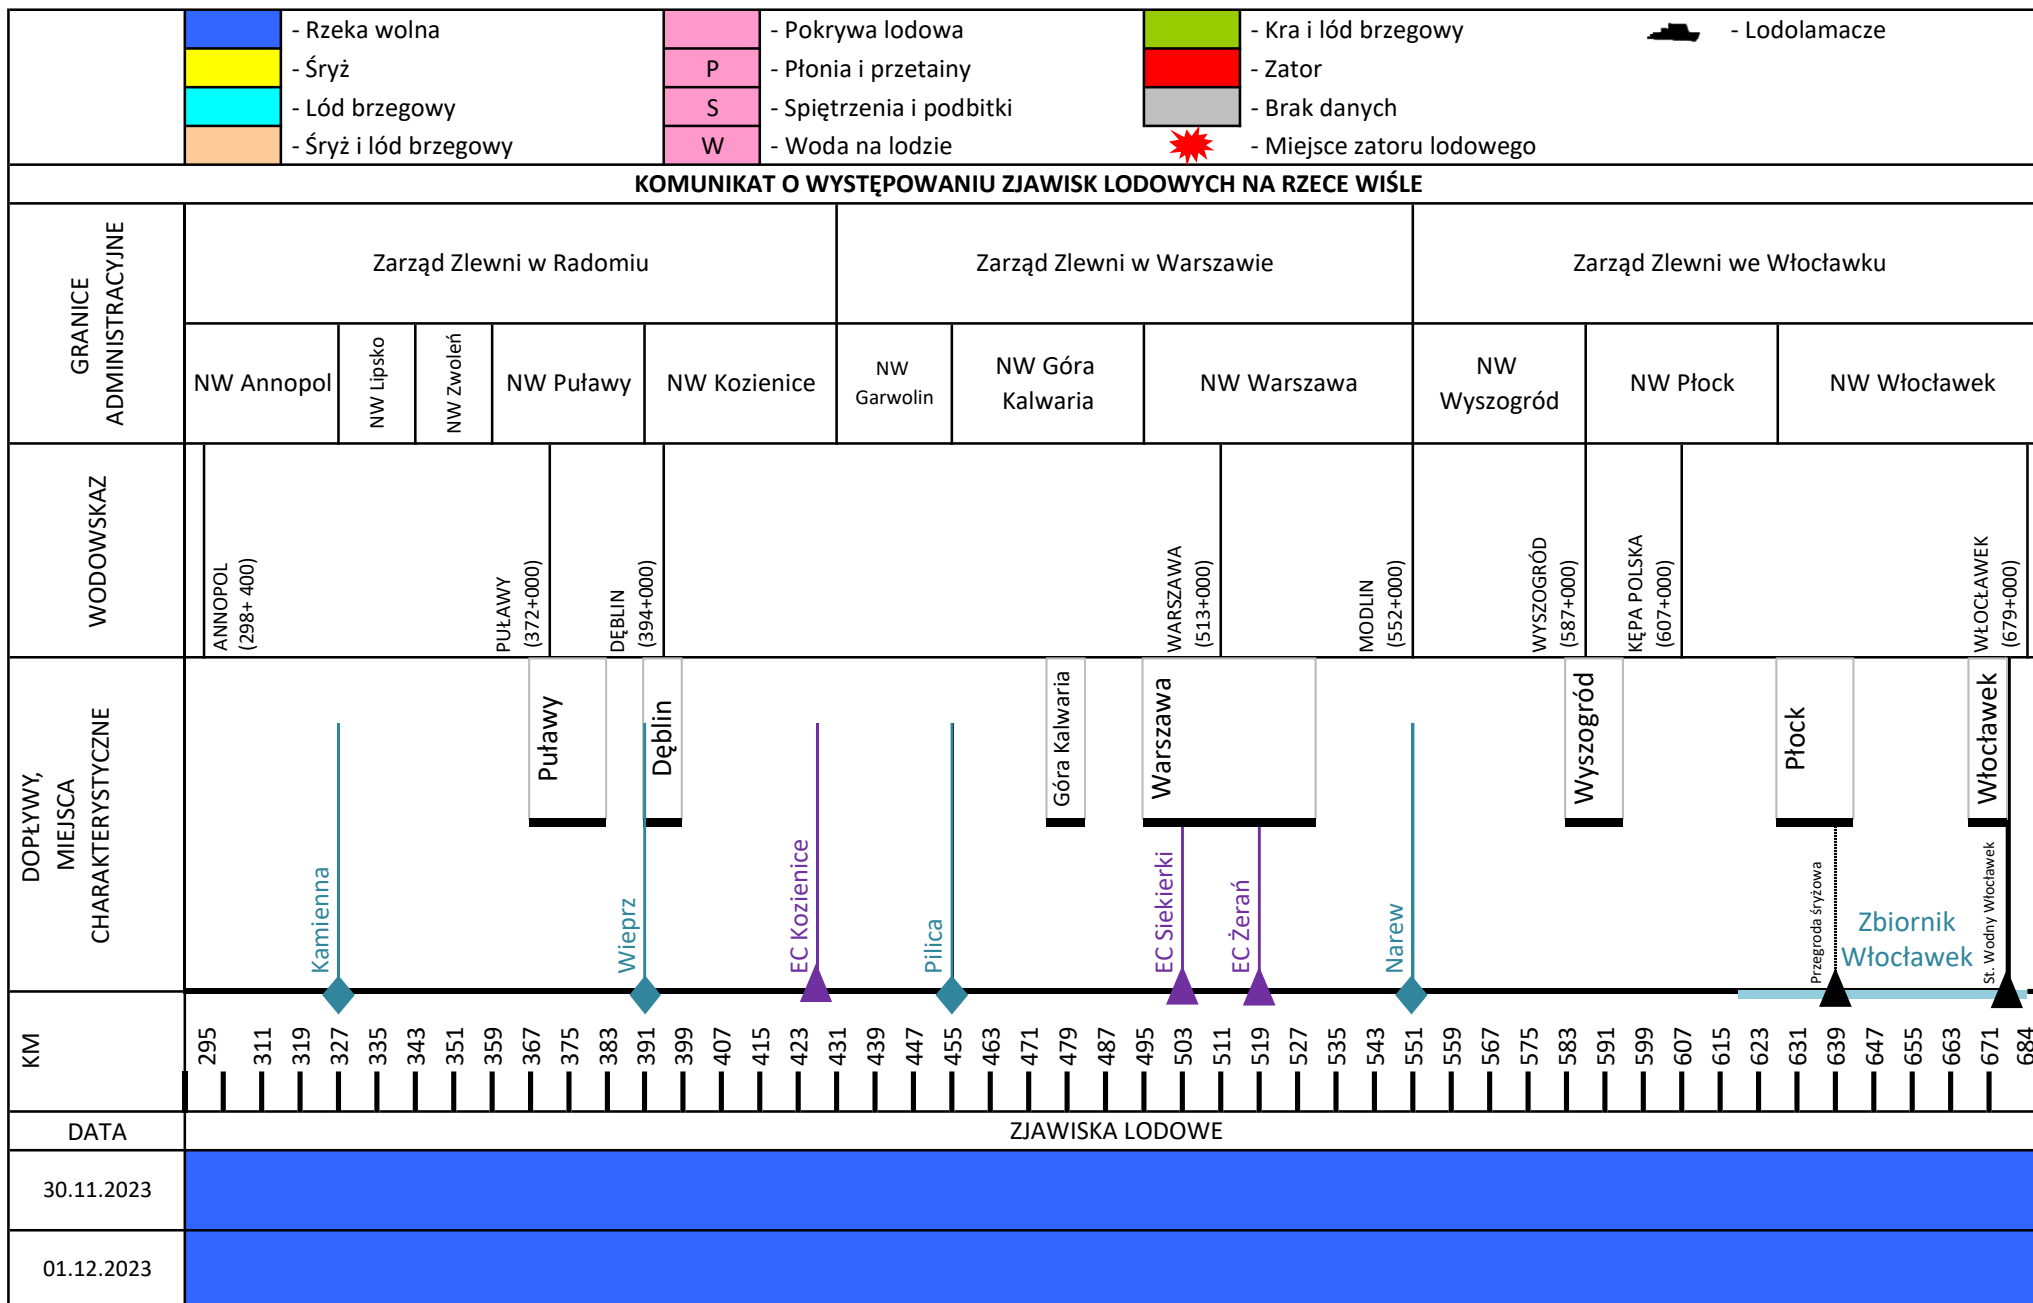 - Rzeka wolna
- Pokrywa lodowa
- Kra i lód brzegowy
- Lodolamacze
- Śryż
P
- Płonia i przetainy
- Zator
- Lód brzegowy
S
- Spiętrzenia i podbitki
- Brak danych
- Śryż i lód brzegowy
W
- Woda na lodzie
- Miejsce zatoru lodowego
KOMUNIKAT O WYSTĘPOWANIU ZJAWISK LODOWYCH NA RZECE WIŚLE
GRANICE
ADMINISTRACYJNE
Zarząd Zlewni w Radomiu
Zarząd Zlewni w Warszawie
Zarząd Zlewni we Włocławku
NW Annopol
NW Lipsko
NW Zwoleń
NW Puławy
NW Kozienice
NW
Garwolin
NW Góra
Kalwaria
NW Warszawa
NW
Wyszogród
NW Płock
NW Włocławek
WODOWSKAZ
ANNOPOL
(298+ 400)
PUŁAWY
(372+000)
DĘBLIN
(394+000)
WARSZAWA
(513+000)
MODLIN
(552+000)
WYSZOGRÓD
(587+000)
KĘPA POLSKA
(607+000)
WŁOCŁAWEK
(679+000)
DOPŁYWY,
MIEJSCA
CHARAKTERYSTYCZNE
Puławy
Dęblin
Góra Kalwaria
Warszawa
Wyszogród
Płock
Włocławek
Kamienna
Wieprz
EC Kozienice
Pilica
EC Siekierki
EC Żerań
Narew
Przegroda śryżowa
Zbiornik
Włocławek
St. Wodny Włocławek
KM
295
311
319
327
335
343
351
359
367
375
383
391
399
407
415
423
431
439
447
455
463
471
479
487
495
503
511
519
527
535
543
551
559
567
575
583
591
599
607
615
623
631
639
647
655
663
671
684
DATA
ZJAWISKA LODOWE
30.11.2023
01.12.2023